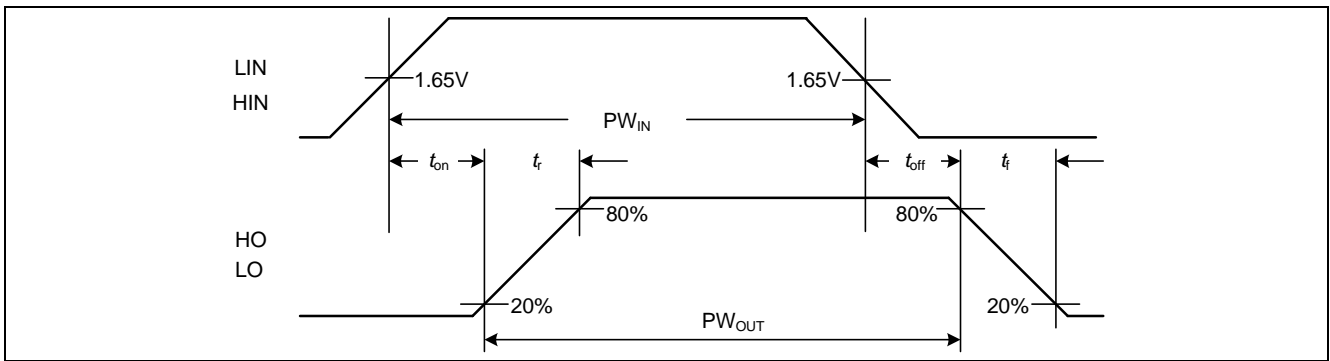 LIN
HIN
1.65V
1.65V
PWIN
ton
tr
toff
tf
HO
LO
80%
80%
20%
20%
PWOUT